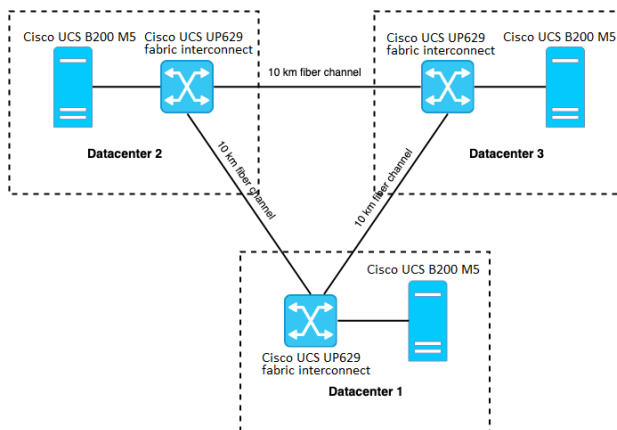 Cisco UCS B200 M5
Cisco UCS UP629
fabric interconnect
Datacenter 2
10 km fiber channel
Cisco UCS UP629
fabric interconnect
Cisco UCS B200 M5
Datacenter 3
10 km fiber channel
10 km fiber channel
Cisco UCS B200 M5
Cisco UCS UP629
fabric interconnect
Datacenter 1